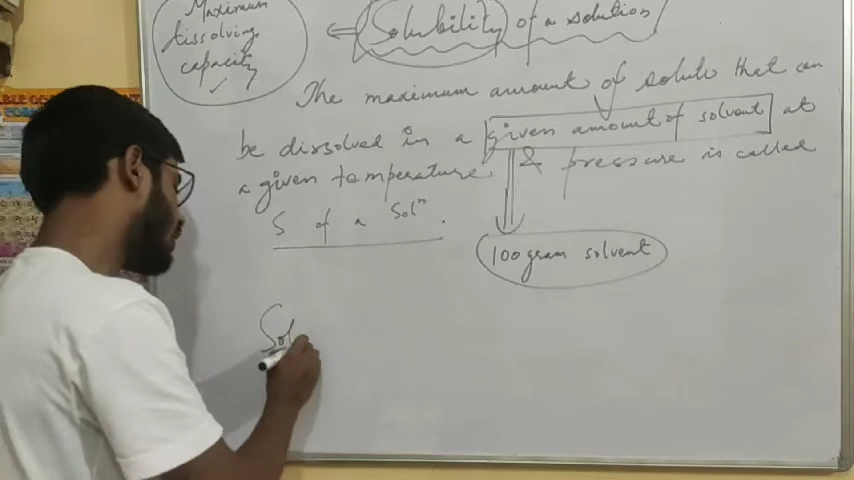 Maximum
dissolving
capacity
Solubility of a solution
The maximum amount of solute that can
be dissolved in a given amount of solvent at
a given temperature & pressure is called
S of a Solⁿ.
100 gram solvent
Sol